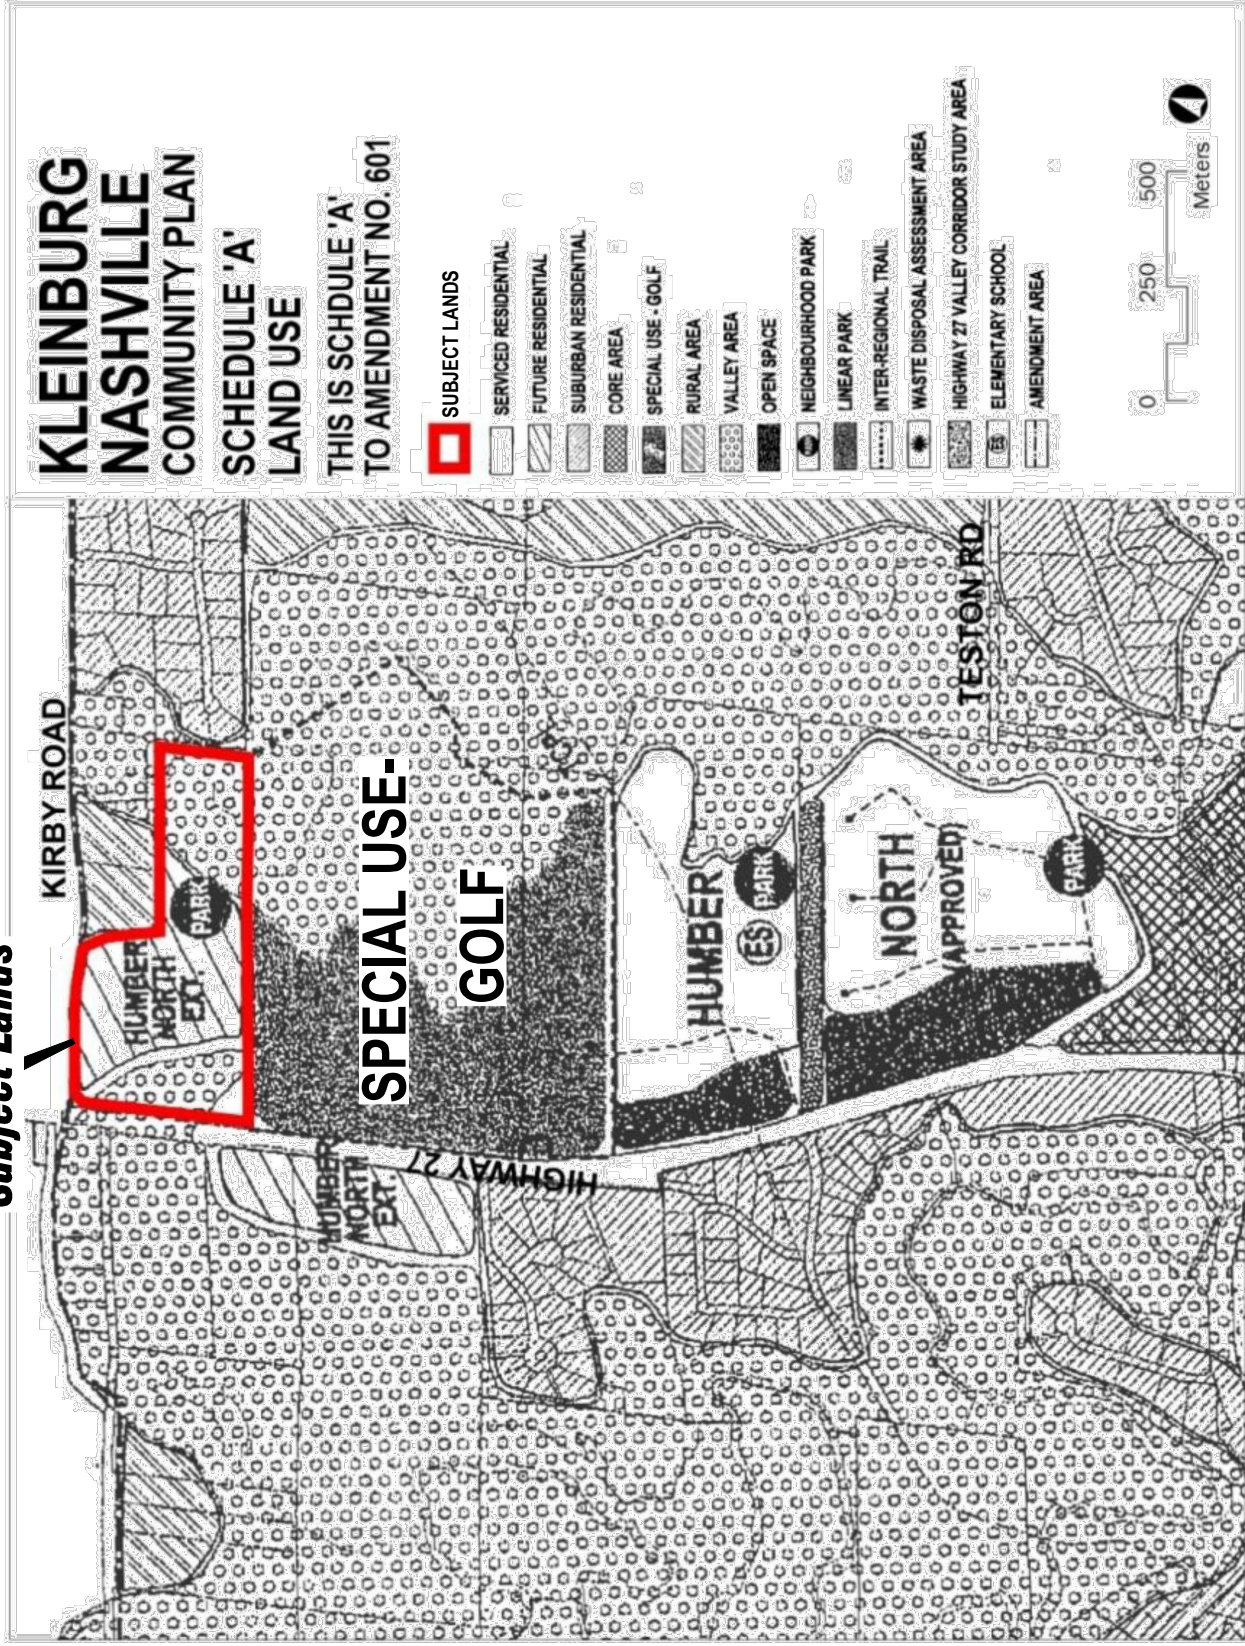 KLEINBURG
NASHVILLE
COMMUNITY PLAN
SCHEDULE 'A'
LAND USE
THIS IS SCHDULE 'A'
TO AMENDMENT NO. 601
SUBJECT LANDS
SERVICED RESIDENTIAL
FUTURE RESIDENTIAL
SUBURBAN RESIDENTIAL
CORE AREA
SPECIAL USE - GOLF
RURAL AREA
VALLEY AREA
OPEN SPACE
NEIGHBOURHOOD PARK
LINEAR PARK
INTER-REGIONAL TRAIL
WASTE DISPOSAL ASSESSMENT AREA
HIGHWAY 27 VALLEY CORRIDOR STUDY AREA
ES
ELEMENTARY SCHOOL
AMENDMENT AREA
0 250 500
Meters
Subject Lands
KIRBY ROAD
HUMBER
NORTH
EXT.
PARK
SPECIAL USE-
GOLF
HUMBER
NORTH
EXT.
HIGHWAY 27
HUMBER
ES
PARK
NORTH
APPROVED)
PARK
TESTON RD